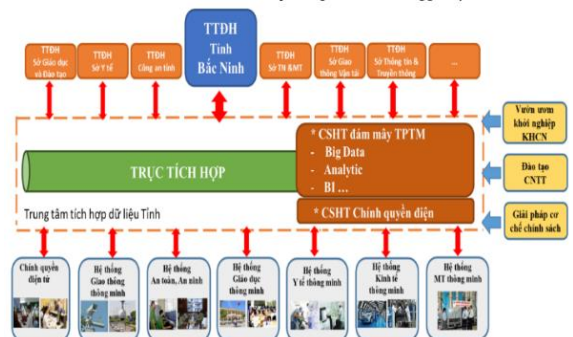 TTĐH
Sở Giáo dục
và Đào tạo
TTĐH
Sở Y tế
TTĐH
Công an tỉnh
TTĐH
Tỉnh
Bắc Ninh
TTĐH
Sở TN &MT
TTĐH
Sở Giao
thông Vận tải
TTĐH
Sở Thông tin &
Truyền thông
...
TRỤC TÍCH HỢP
* CSHT đám mây TPTM
- Big Data
- Analytic
- BI ...
* CSHT Chính quyền điện
Trung tâm tích hợp dữ liệu Tỉnh
Vườn ươm
khởi nghiệp
KHCN
Đào tạo
CNTT
Giải pháp cơ
chế chính sách
Chính quyền
điện tử
Hệ thống
Giao thông
thông minh
Hệ thống
An toàn, An ninh
Hệ thống
Giáo dục
thông minh
Hệ thống
Y tế thông minh
Hệ thống
Kinh tế
thông minh
Hệ thống
MT thông minh